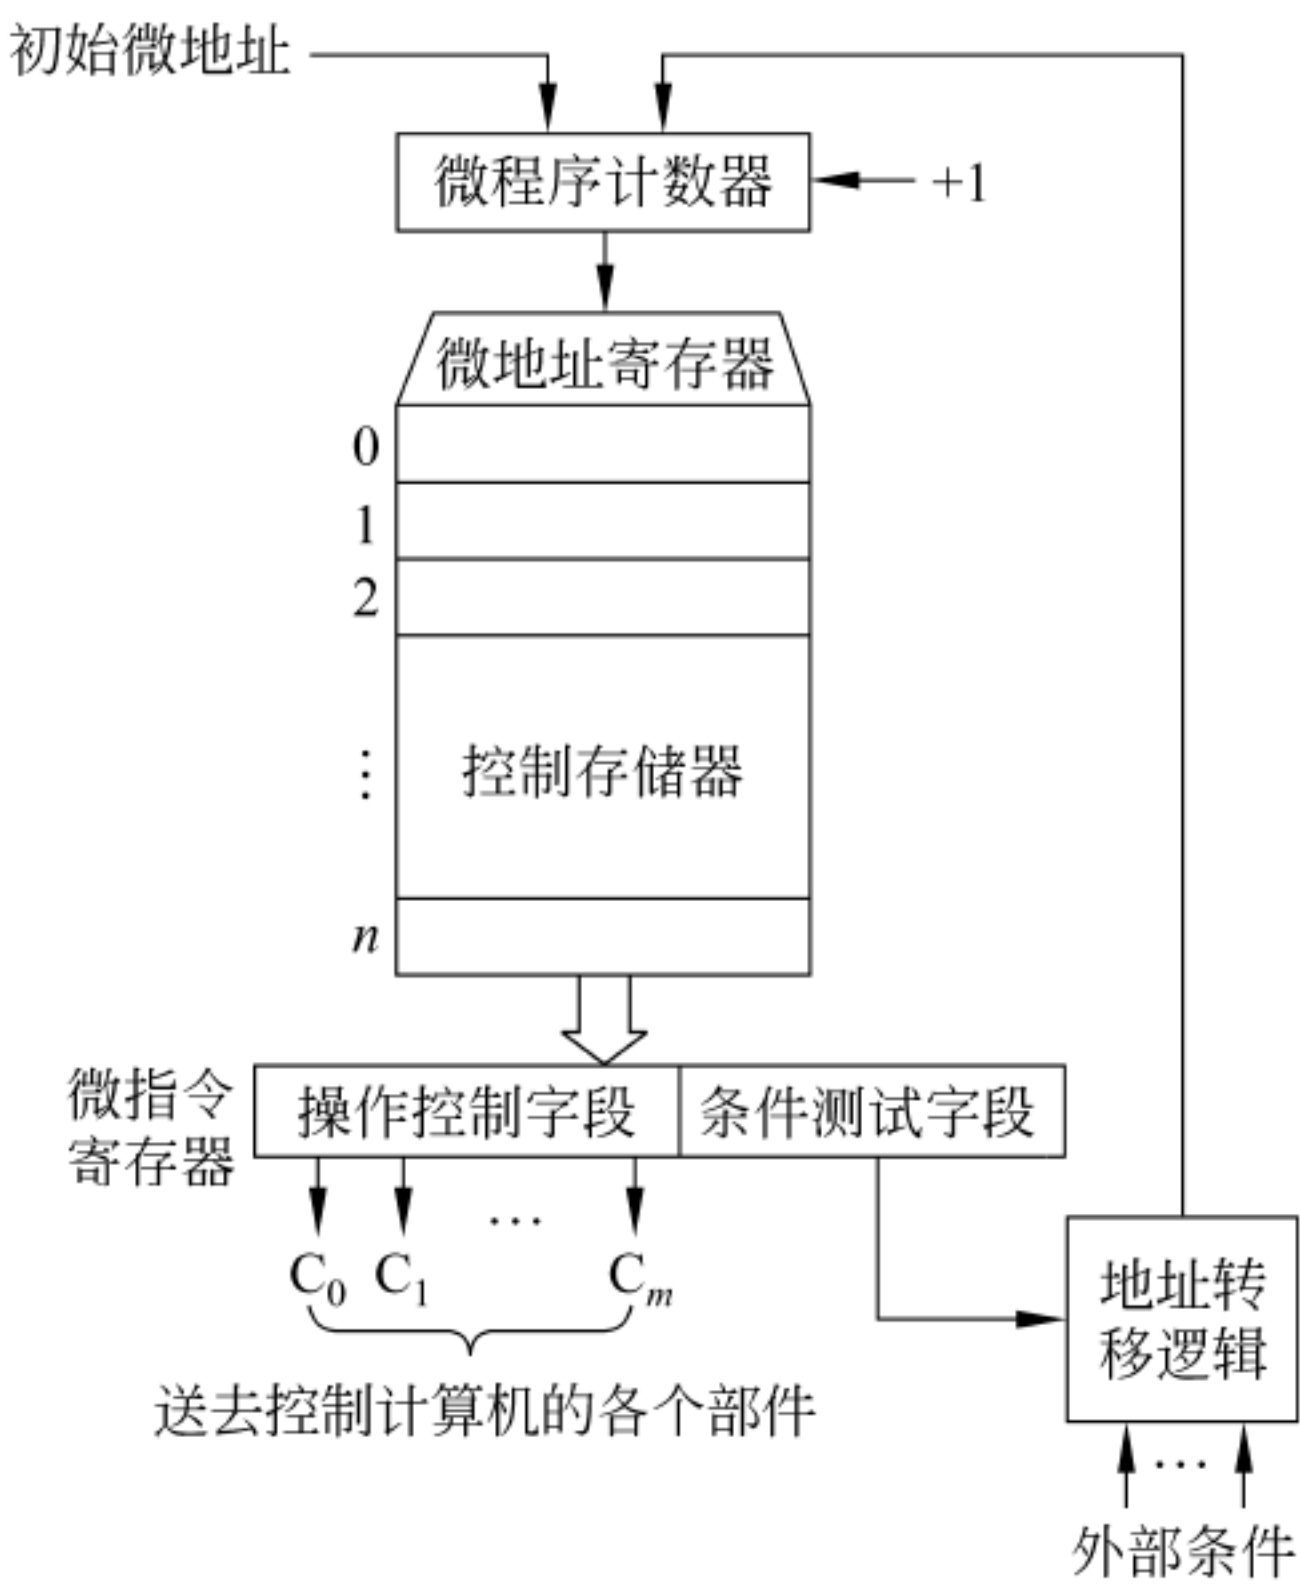 初始微地址
微程序计数器
+1
微地址寄存器
0
1
2
⋮
控制存储器
n
微指令
寄存器
操作控制字段
条件测试字段
C₀ C₁ … Cₘ
送去控制计算机的各个部件
地址转
移逻辑
…
外部条件